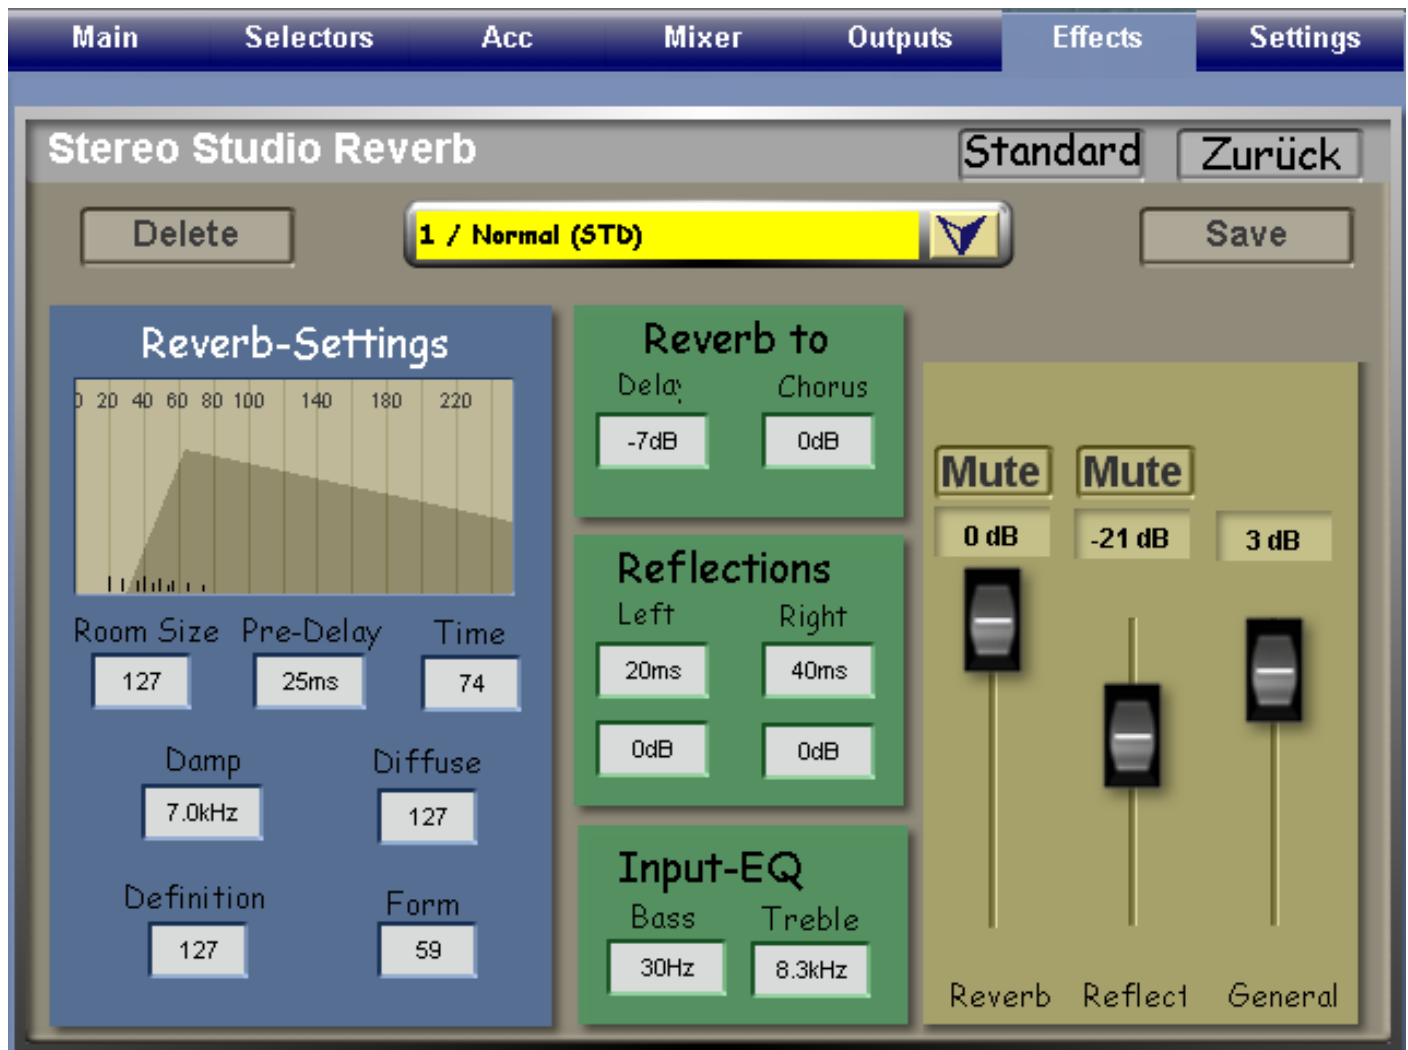 Main Selectors Acc Mixer Outputs Effects Settings
Stereo Studio Reverb Standard Zurück
Delete 1 / Normal (STD) Save
Reverb-Settings
0 20 40 60 80 100 140 180 220
Room Size Pre-Delay Time
127 25ms 74
Damp Diffuse
7.0kHz 127
Definition Form
127 59
Reverb to
Delay Chorus
-7dB 0dB
Reflections
Left Right
20ms 40ms
0dB 0dB
Input-EQ
Bass Treble
30Hz 8.3kHz
Mute Mute
0 dB -21 dB 3 dB
Reverb Reflect General